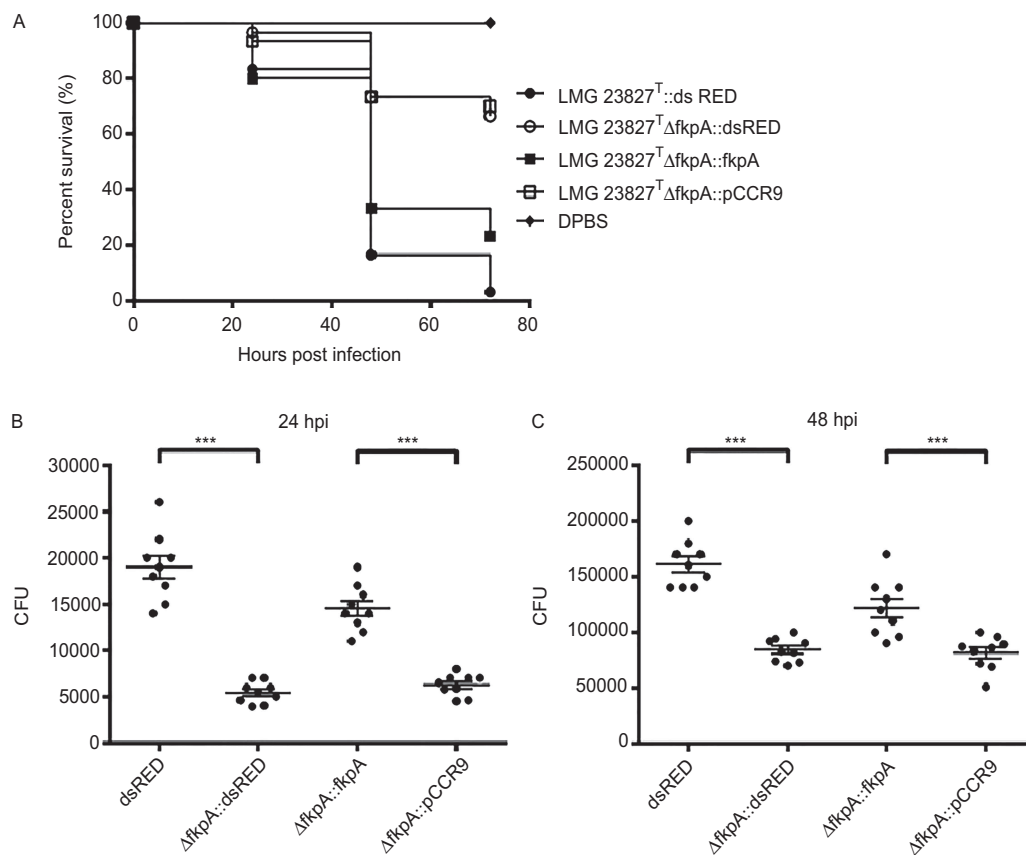 A
Percent survival (%)
100
80
60
40
20
0
0 20 40 60 80
Hours post infection
LMG 23827ᵀ::ds RED
LMG 23827ᵀΔfkpA::dsRED
LMG 23827ᵀΔfkpA::fkpA
LMG 23827ᵀΔfkpA::pCCR9
DPBS
B
24 hpi
*** ***
CFU
30000
25000
20000
15000
10000
5000
0
dsRED
ΔfkpA::dsRED
ΔfkpA::fkpA
ΔfkpA::pCCR9
C
48 hpi
*** ***
CFU
250000
200000
150000
100000
50000
0
dsRED
ΔfkpA::dsRED
ΔfkpA::fkpA
ΔfkpA::pCCR9